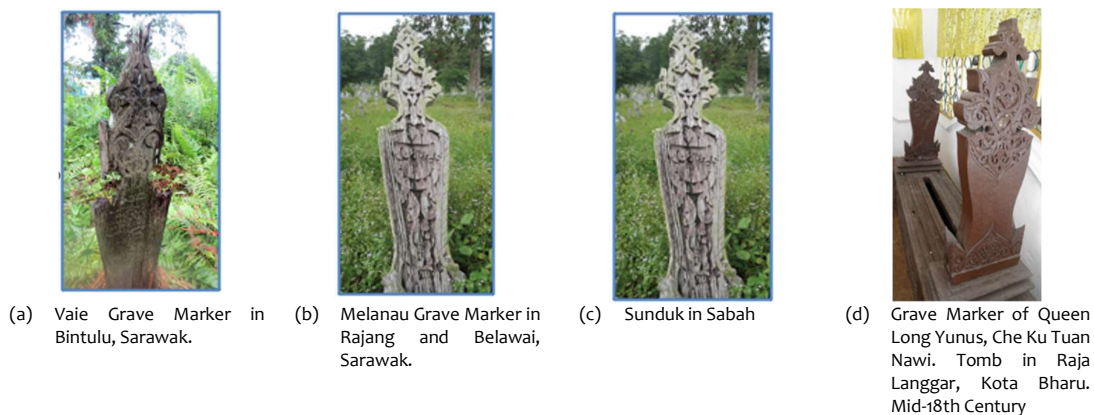 (a) Vaie Grave Marker in
Bintulu, Sarawak.
(b) Melanau Grave Marker in
Rajang and Belawai,
Sarawak.
(c) Sunduk in Sabah
(d) Grave Marker of Queen
Long Yunus, Che Ku Tuan
Nawi. Tomb in Raja
Langgar, Kota Bharu.
Mid-18th Century